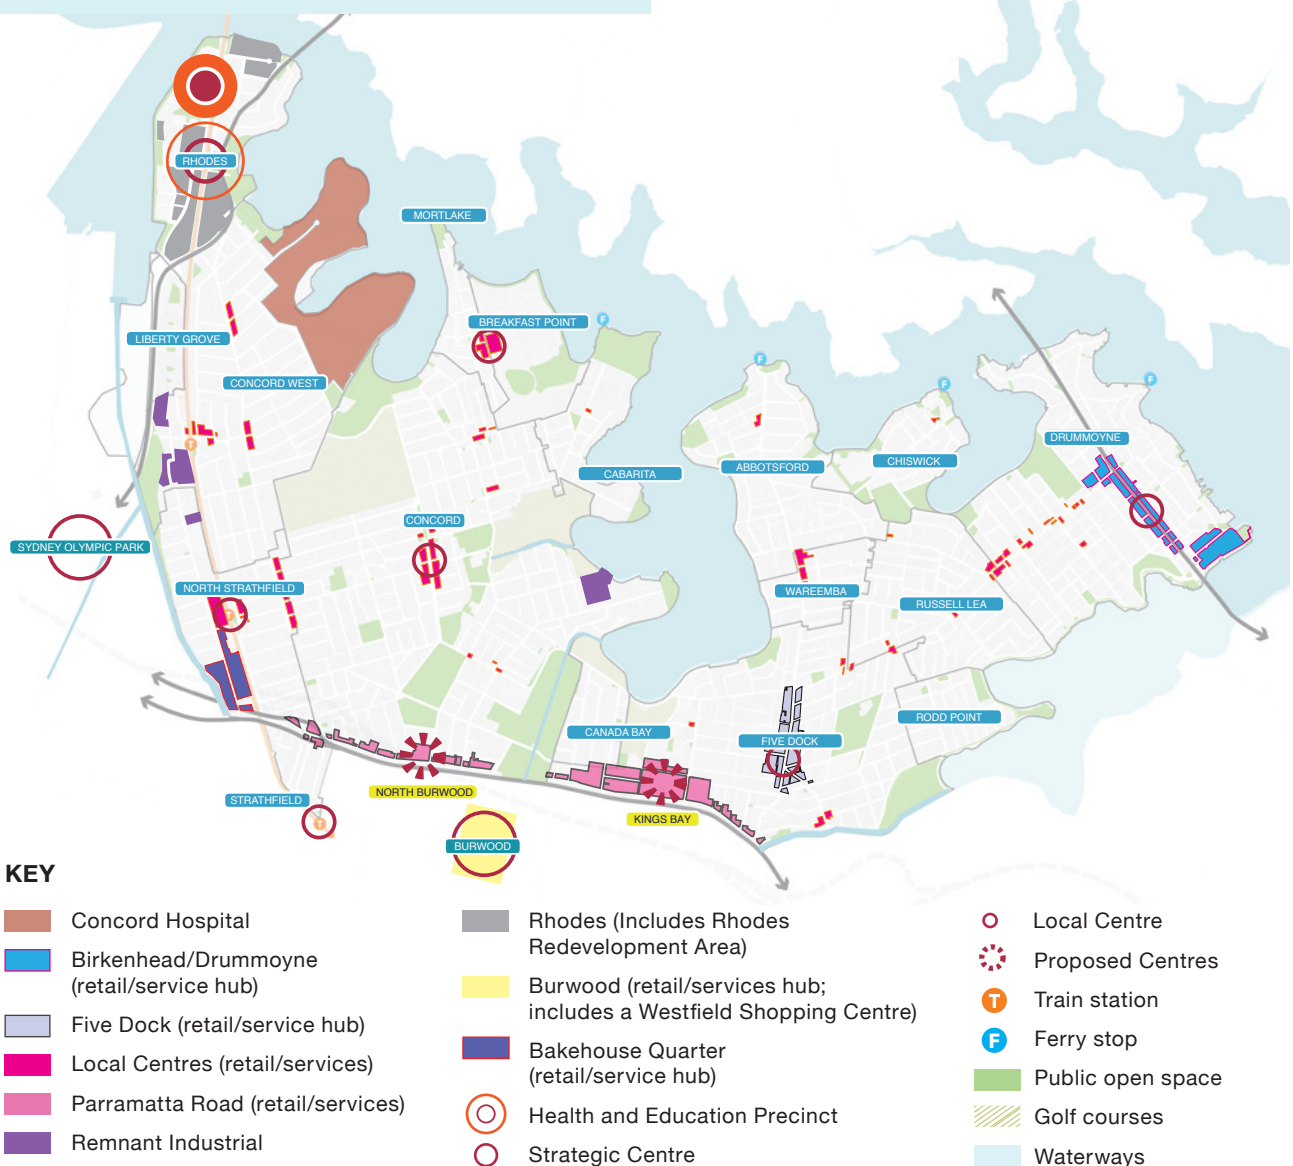 RHODES
MORTLAKE
BREAKFAST POINT
F
LIBERTY GROVE
F
F
F
CONCORD WEST
DRUMMOYNE
T
CABARITA
ABBOTSFORD
CHISWICK
CONCORD
SYDNEY OLYMPIC PARK
NORTH STRATHFIELD
WAREEMBA
RUSSELL LEA
RODD POINT
CANADA BAY
FIVE DOCK
NORTH BURWOOD
STRATHFIELD
T
KINGS BAY
BURWOOD
KEY
Concord Hospital
Birkenhead/Drummoyne
(retail/service hub)
Five Dock (retail/service hub)
Local Centres (retail/services)
Parramatta Road (retail/services)
Remnant Industrial
Rhodes (Includes Rhodes
Redevelopment Area)
Burwood (retail/services hub;
includes a Westfield Shopping Centre)
Bakehouse Quarter
(retail/service hub)
Health and Education Precinct
Strategic Centre
Local Centre
Proposed Centres
T Train station
F Ferry stop
Public open space
Golf courses
Waterways